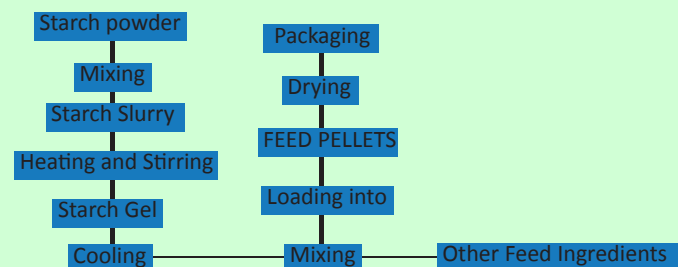 Starch powder
Mixing
Starch Slurry
Heating and Stirring
Starch Gel
Cooling
Packaging
Drying
FEED PELLETS
Loading into
Mixing
Other Feed Ingredients